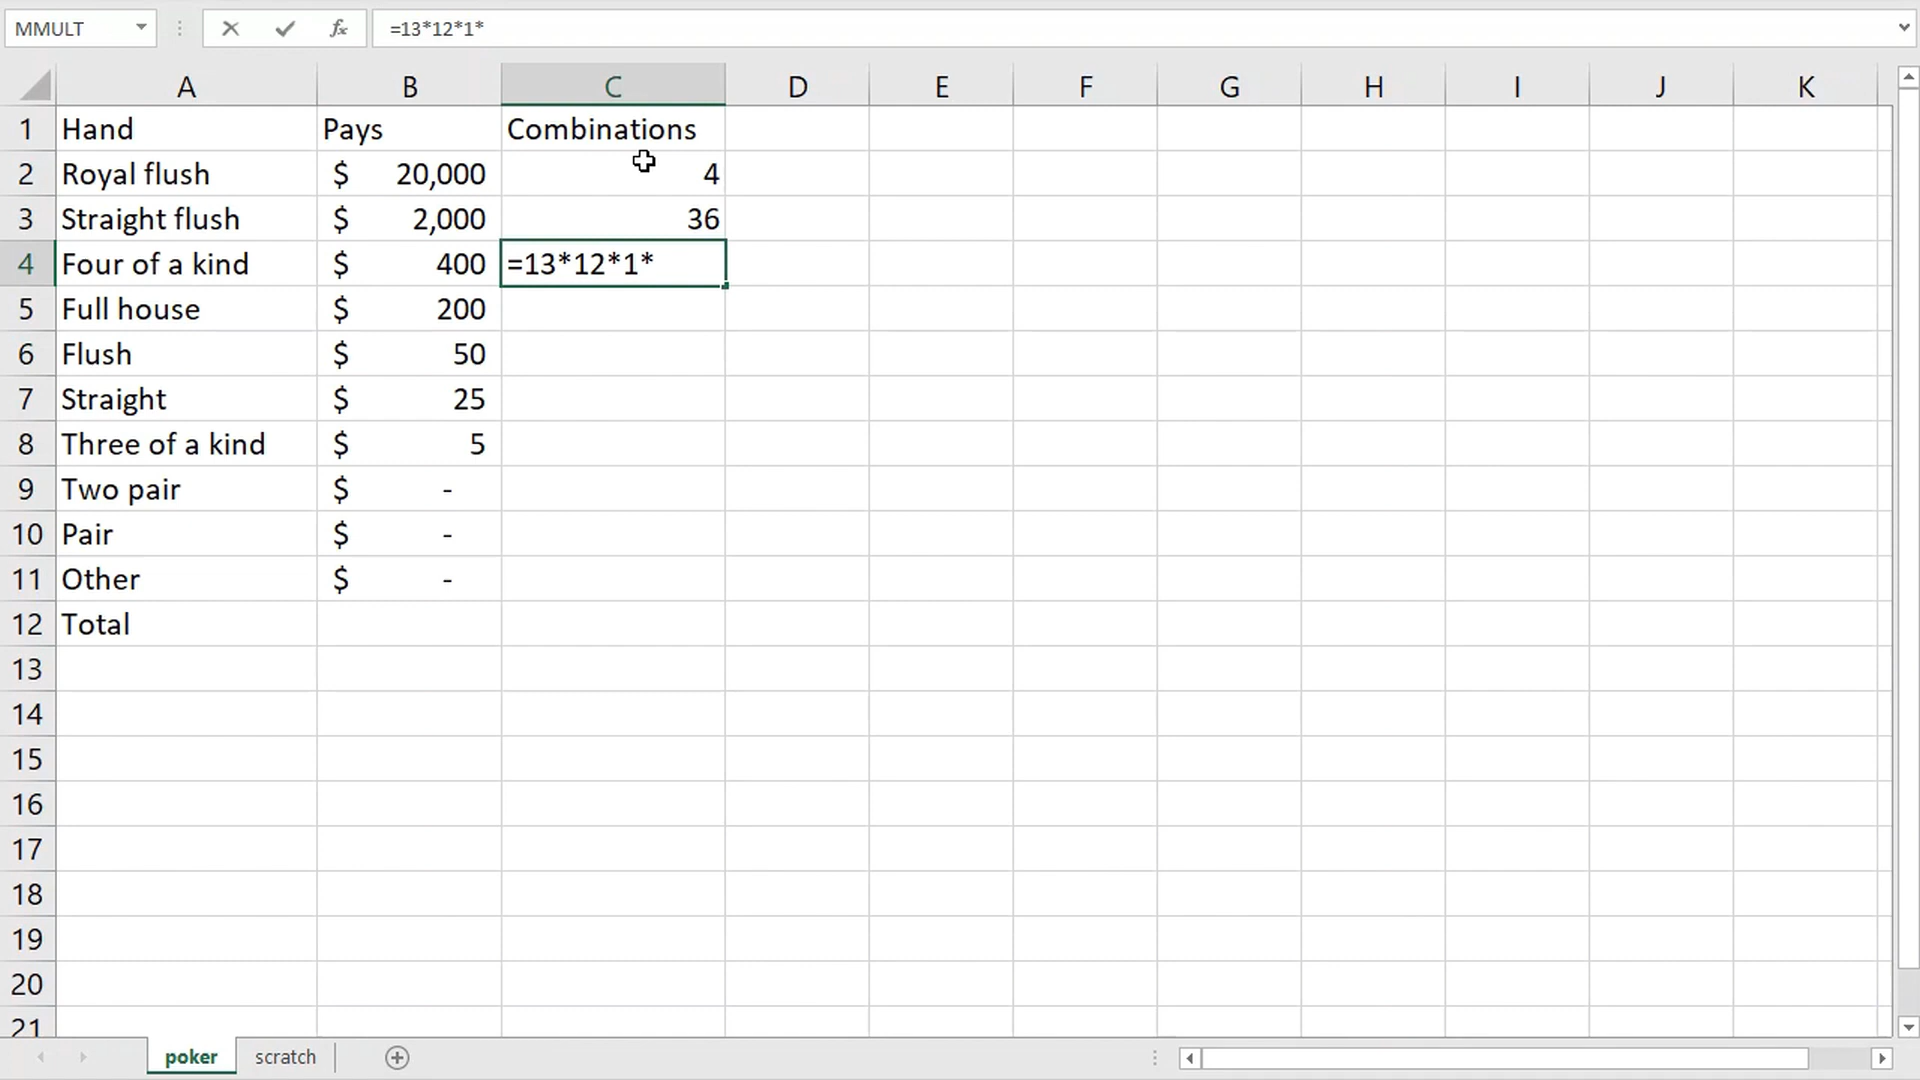 MMULT fx =13*12*1*
A B C D E F G H I J K
1 Hand Pays Combinations
2 Royal flush $ 20,000 4
3 Straight flush $ 2,000 36
4 Four of a kind $ 400 =13*12*1*
5 Full house $ 200
6 Flush $ 50
7 Straight $ 25
8 Three of a kind $ 5
9 Two pair $ -
10 Pair $ -
11 Other $ -
12 Total
13
14
15
16
17
18
19
20
21
poker scratch